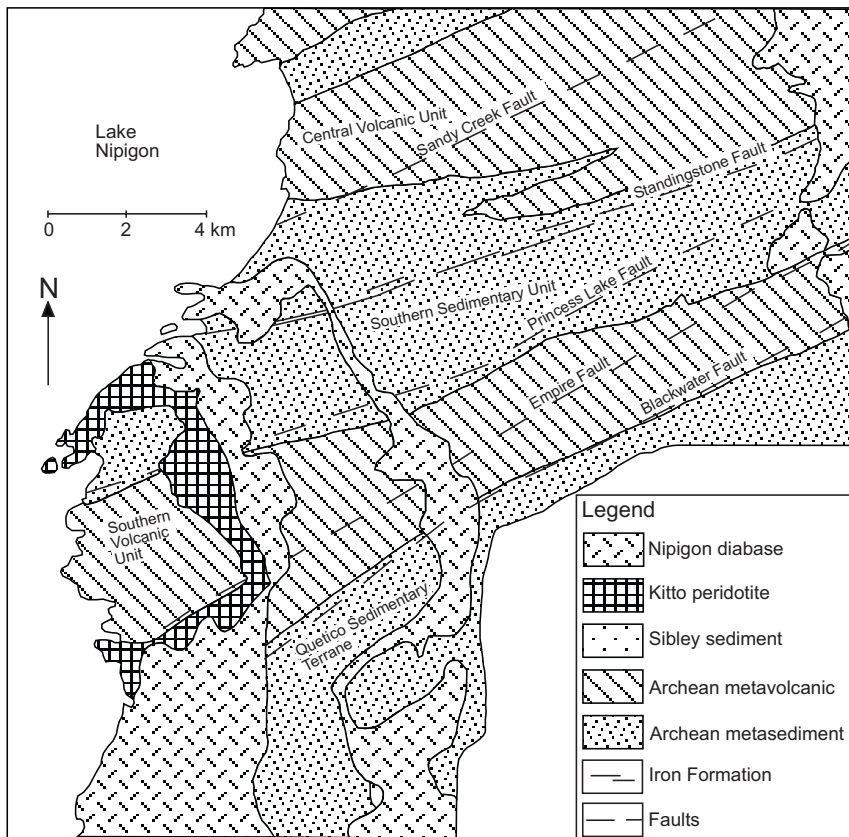 Lake
Nipigon
0 2 4 km
N
Central Volcanic Unit
Sandy Creek Fault
Standingstone Fault
Southern Sedimentary Unit
Princess Lake Fault
Empire Fault
Blackwater Fault
Southern
Volcanic
Unit
Quetico Sedimentary
Terrane
Legend
Nipigon diabase
Kitto peridotite
Sibley sediment
Archean metavolcanic
Archean metasediment
Iron Formation
Faults